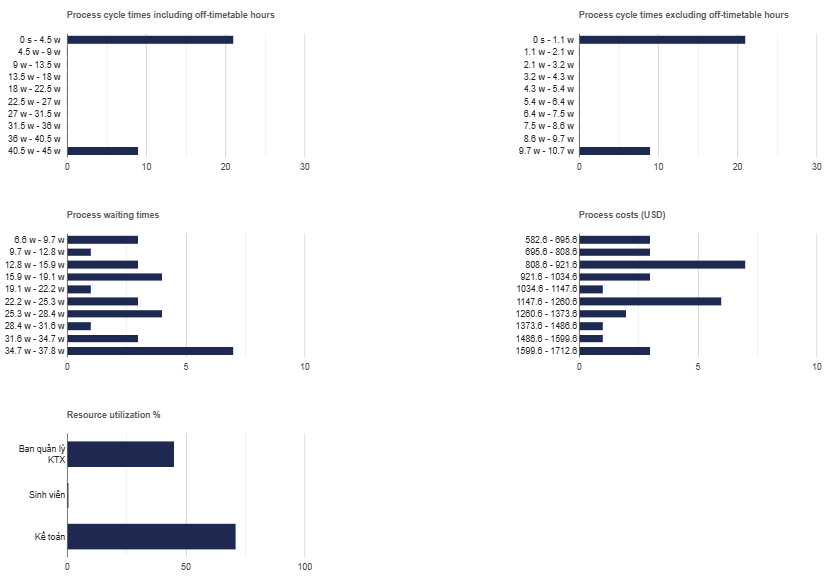 Process cycle times including off-timetable hours
0 s - 4.5 w
4.5 w - 9 w
9 w - 13.5 w
13.5 w - 18 w
18 w - 22.5 w
22.5 w - 27 w
27 w - 31.5 w
31.5 w - 36 w
36 w - 40.5 w
40.5 w - 45 w
0 10 20 30
Process cycle times excluding off-timetable hours
0 s - 1.1 w
1.1 w - 2.1 w
2.1 w - 3.2 w
3.2 w - 4.3 w
4.3 w - 5.4 w
5.4 w - 6.4 w
6.4 w - 7.5 w
7.5 w - 8.6 w
8.6 w - 9.7 w
9.7 w - 10.7 w
0 10 20 30
Process waiting times
6.6 w - 9.7 w
9.7 w - 12.8 w
12.8 w - 15.9 w
15.9 w - 19.1 w
19.1 w - 22.2 w
22.2 w - 25.3 w
25.3 w - 28.4 w
28.4 w - 31.6 w
31.6 w - 34.7 w
34.7 w - 37.8 w
0 5 10
Process costs (USD)
582.6 - 695.6
695.6 - 808.6
808.6 - 921.6
921.6 - 1034.6
1034.6 - 1147.6
1147.6 - 1260.6
1260.6 - 1373.6
1373.6 - 1486.6
1486.6 - 1599.6
1599.6 - 1712.6
0 5 10
Resource utilization %
Ban quản lý
KTX
Sinh viên
Kế toán
0 50 100